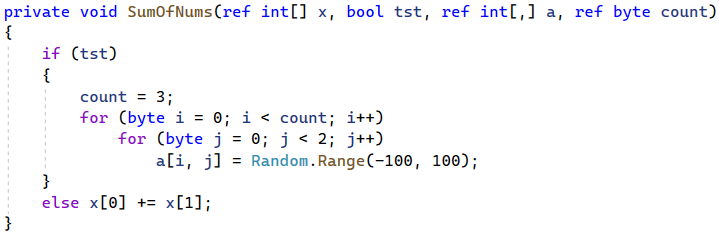 private void SumOfNums(ref int[] x, bool tst, ref int[,] a, ref byte count)
{
if (tst)
{
count = 3;
for (byte i = 0; i < count; i++)
for (byte j = 0; j < 2; j++)
a[i, j] = Random.Range(-100, 100);
}
else x[0] += x[1];
}